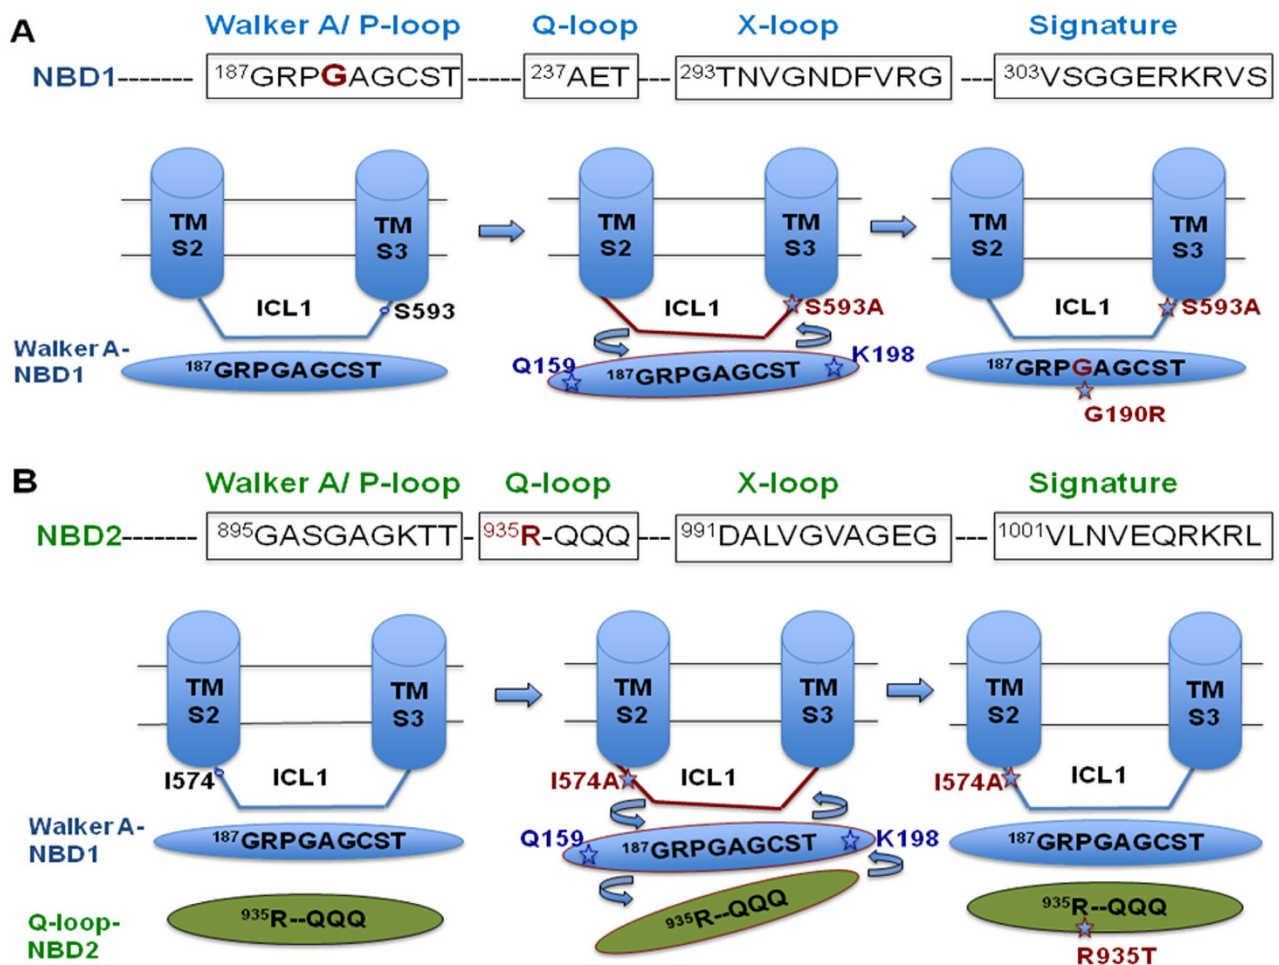 A
Walker A/ P-loop Q-loop X-loop Signature
NBD1------- 187GRPGAGCST ----- 237AET --- 293TNVGNDFVRG --- 303VSGGERKRVS
TM S2
TM S3
ICL1
S593
Walker A-
NBD1
187GRPGAGCST
TM S2
TM S3
ICL1
S593A
Q159
K198
187GRPGAGCST
TM S2
TM S3
ICL1
S593A
187GRPGAGCST
G190R
B
Walker A/ P-loop Q-loop X-loop Signature
NBD2------- 895GASGAGKTT - 935R-QQQ --- 991DALVGVAGEG --- 1001VLNVEQRKRL
TM S2
TM S3
I574
ICL1
Walker A-
NBD1
187GRPGAGCST
Q-loop-
NBD2
935R--QQQ
TM S2
TM S3
I574A
ICL1
Q159
K198
187GRPGAGCST
935R--QQQ
TM S2
TM S3
I574A
ICL1
187GRPGAGCST
935R--QQQ
R935T